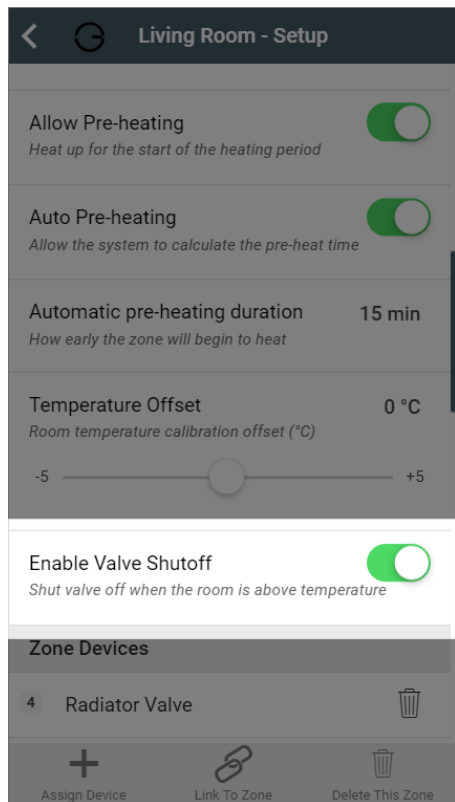 Living Room - Setup
Allow Pre-heating
Heat up for the start of the heating period
Auto Pre-heating
Allow the system to calculate the pre-heat time
Automatic pre-heating duration 15 min
How early the zone will begin to heat
Temperature Offset 0 °C
Room temperature calibration offset (°C)
-5 +5
Enable Valve Shutoff
Shut valve off when the room is above temperature
Zone Devices
4 Radiator Valve
Assign Device Link To Zone Delete This Zone